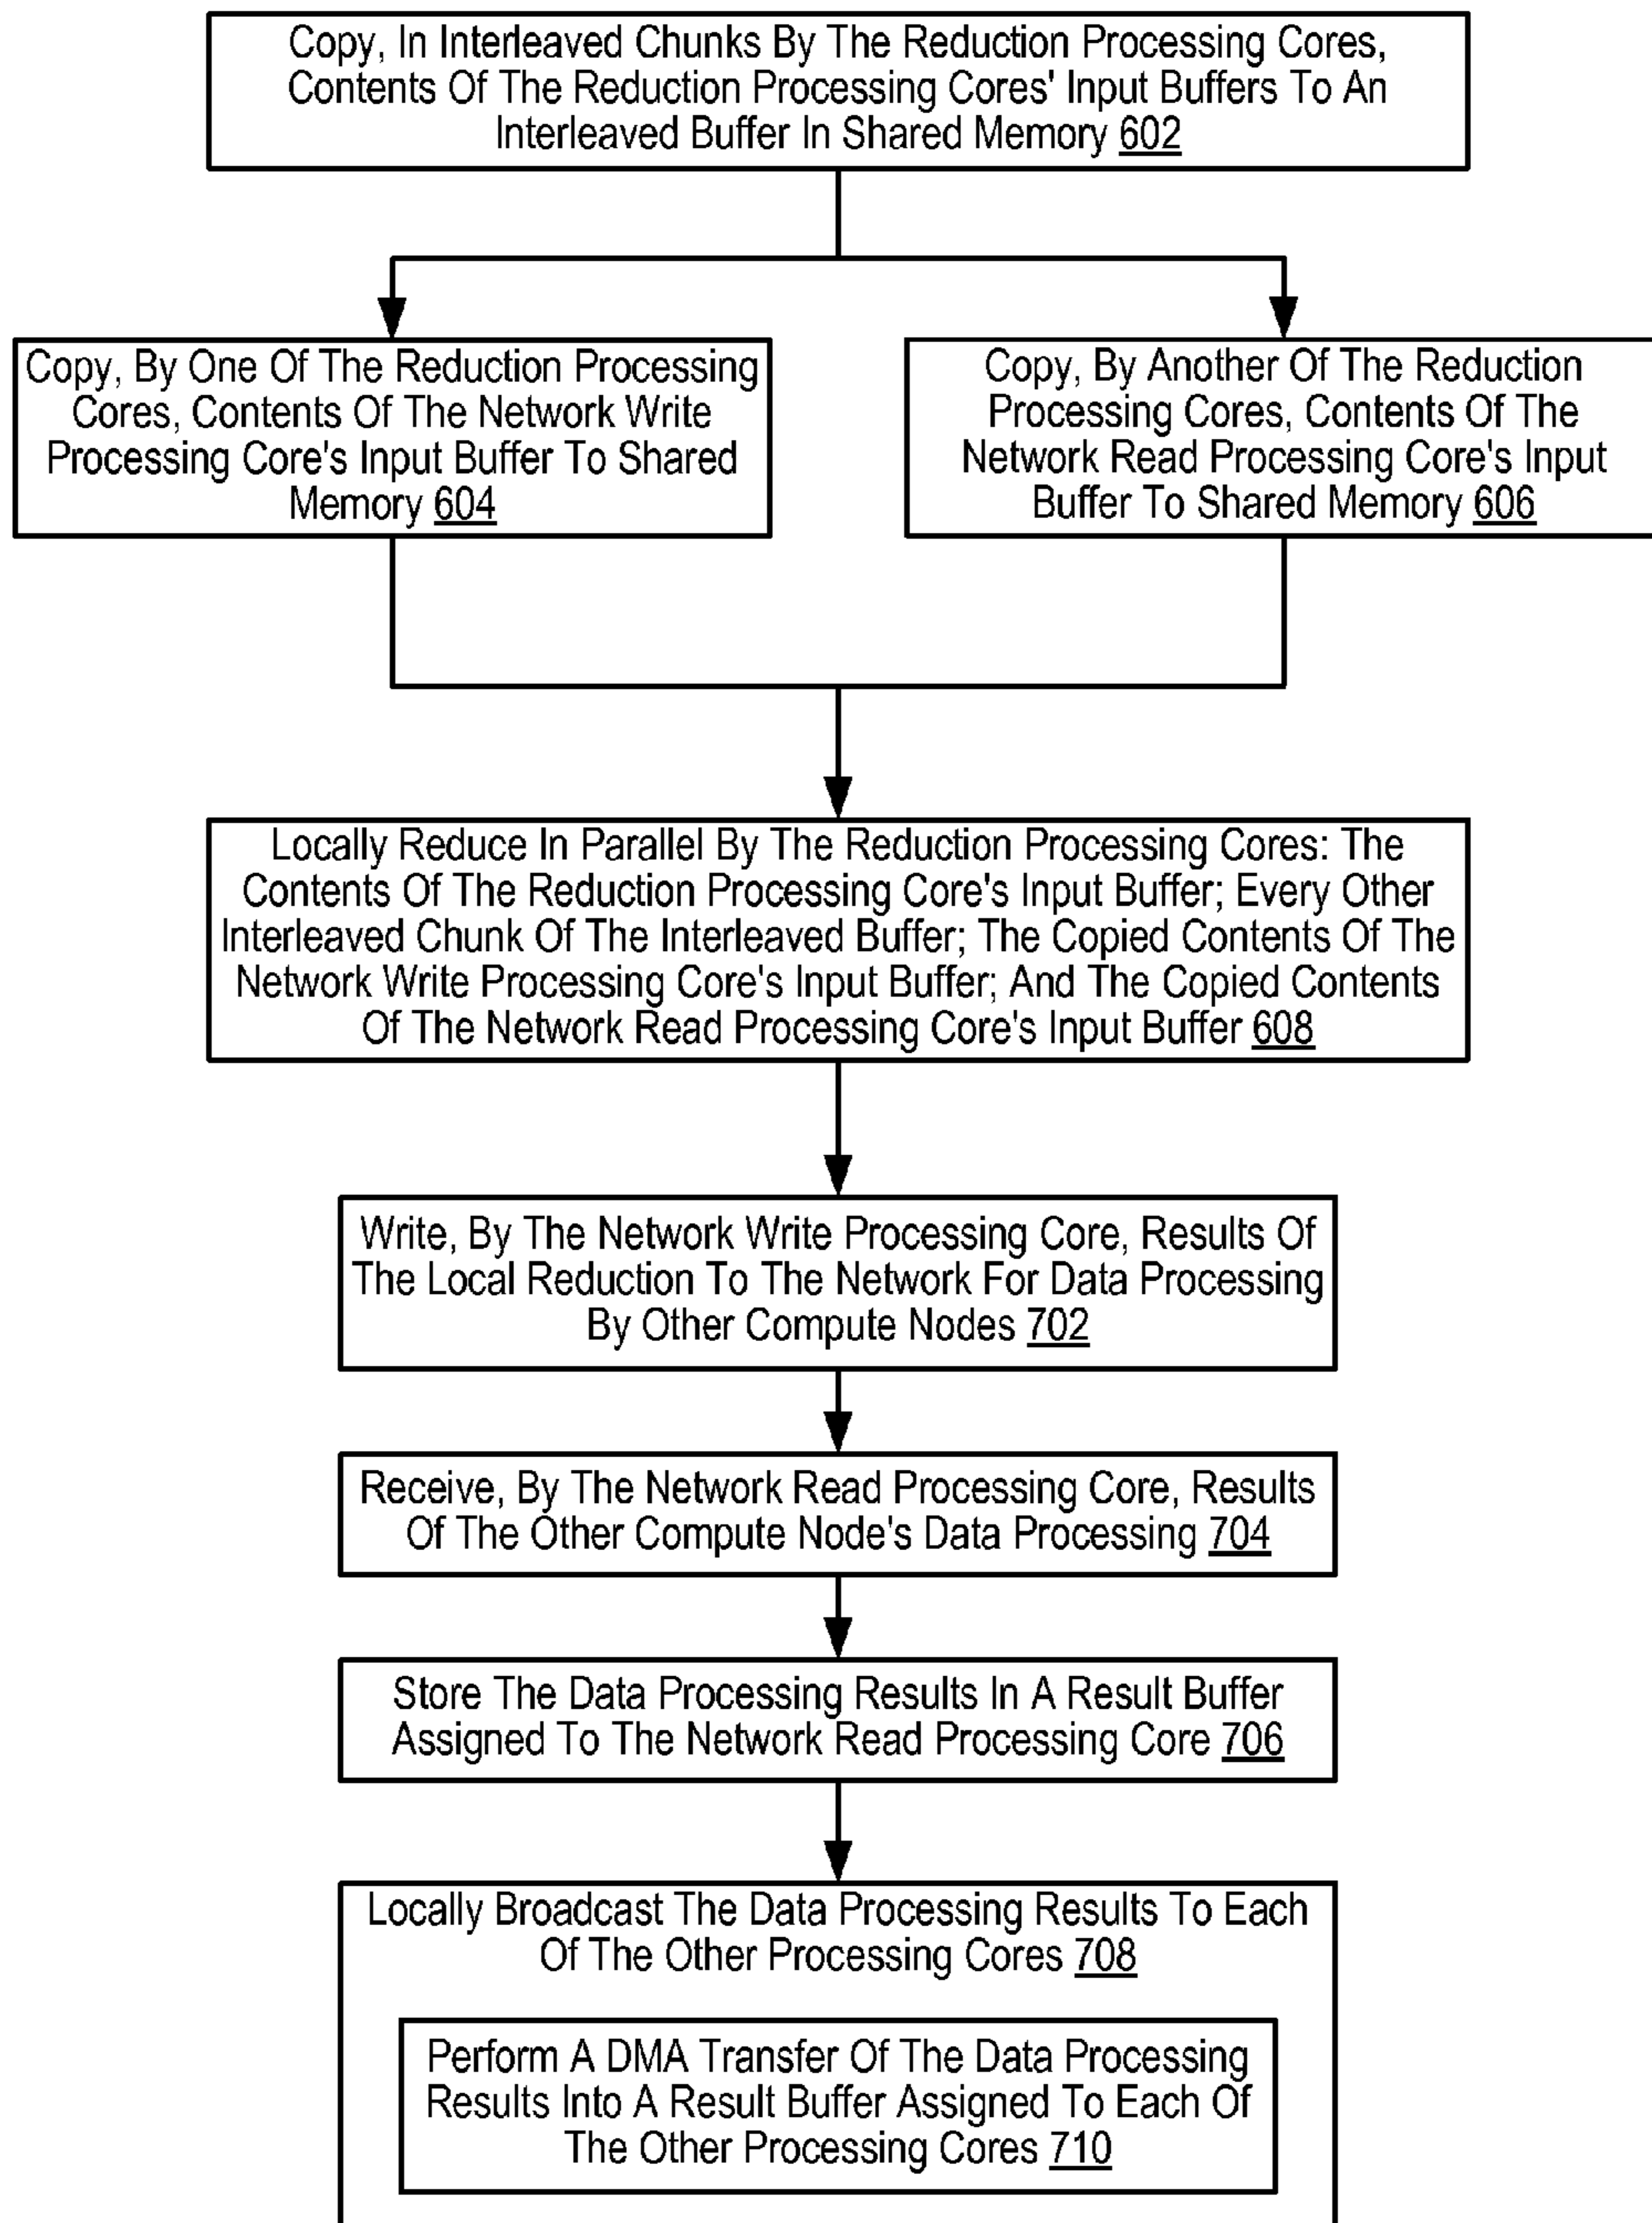 Copy, In Interleaved Chunks By The Reduction Processing Cores,
Contents Of The Reduction Processing Cores' Input Buffers To An
Interleaved Buffer In Shared Memory 602
Copy, By One Of The Reduction Processing
Cores, Contents Of The Network Write
Processing Core's Input Buffer To Shared
Memory 604
Copy, By Another Of The Reduction
Processing Cores, Contents Of The
Network Read Processing Core's Input
Buffer To Shared Memory 606
Locally Reduce In Parallel By The Reduction Processing Cores: The
Contents Of The Reduction Processing Core's Input Buffer; Every Other
Interleaved Chunk Of The Interleaved Buffer; The Copied Contents Of The
Network Write Processing Core's Input Buffer; And The Copied Contents
Of The Network Read Processing Core's Input Buffer 608
Write, By The Network Write Processing Core, Results Of
The Local Reduction To The Network For Data Processing
By Other Compute Nodes 702
Receive, By The Network Read Processing Core, Results
Of The Other Compute Node's Data Processing 704
Store The Data Processing Results In A Result Buffer
Assigned To The Network Read Processing Core 706
Locally Broadcast The Data Processing Results To Each
Of The Other Processing Cores 708
Perform A DMA Transfer Of The Data Processing
Results Into A Result Buffer Assigned To Each Of
The Other Processing Cores 710